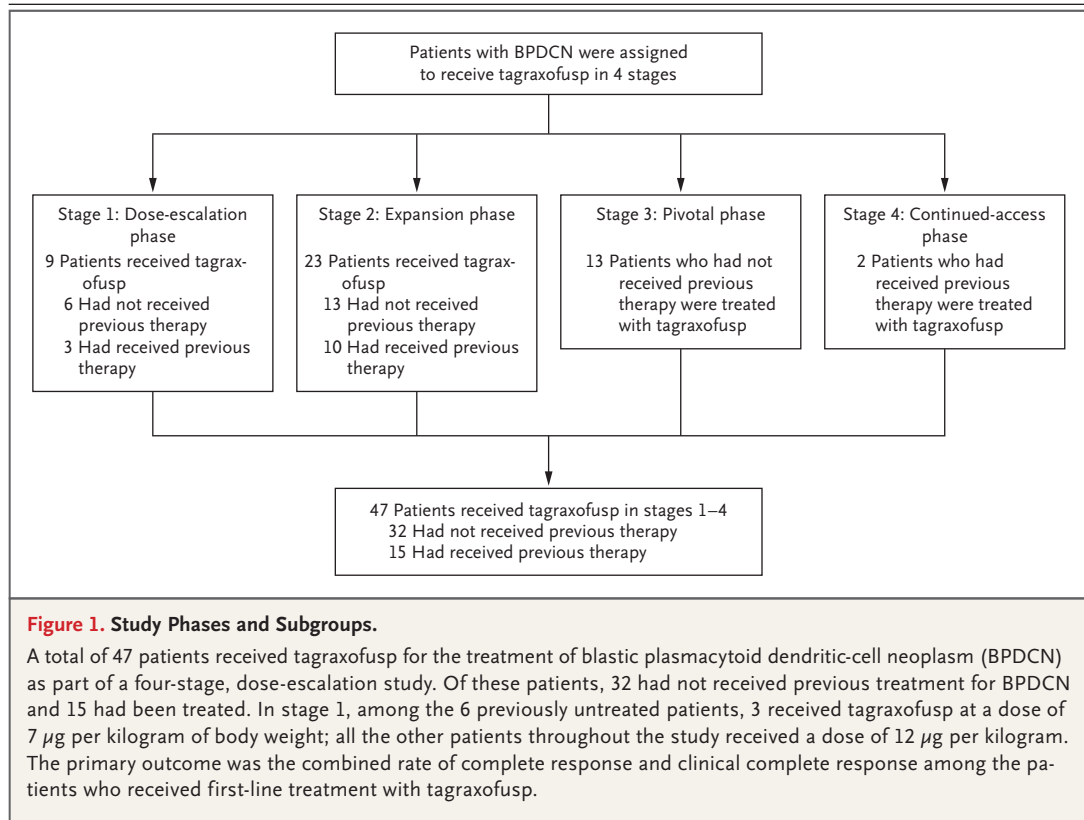 Patients with BPDCN were assigned
to receive tagraxofusp in 4 stages
Stage 1: Dose-escalation
phase
9 Patients received tagrax-
ofusp
6 Had not received
previous therapy
3 Had received previous
therapy
Stage 2: Expansion phase
23 Patients received tagrax-
ofusp
13 Had not received
previous therapy
10 Had received previous
therapy
Stage 3: Pivotal phase
13 Patients who had not
received previous
therapy were treated
with tagraxofusp
Stage 4: Continued-access
phase
2 Patients who had
received previous
therapy were treated
with tagraxofusp
47 Patients received tagraxofusp in stages 1–4
32 Had not received previous therapy
15 Had received previous therapy
Figure 1. Study Phases and Subgroups.
A total of 47 patients received tagraxofusp for the treatment of blastic plasmacytoid dendritic-cell neoplasm (BPDCN)
as part of a four-stage, dose-escalation study. Of these patients, 32 had not received previous treatment for BPDCN
and 15 had been treated. In stage 1, among the 6 previously untreated patients, 3 received tagraxofusp at a dose of
7 µg per kilogram of body weight; all the other patients throughout the study received a dose of 12 µg per kilogram.
The primary outcome was the combined rate of complete response and clinical complete response among the pa-
tients who received first-line treatment with tagraxofusp.